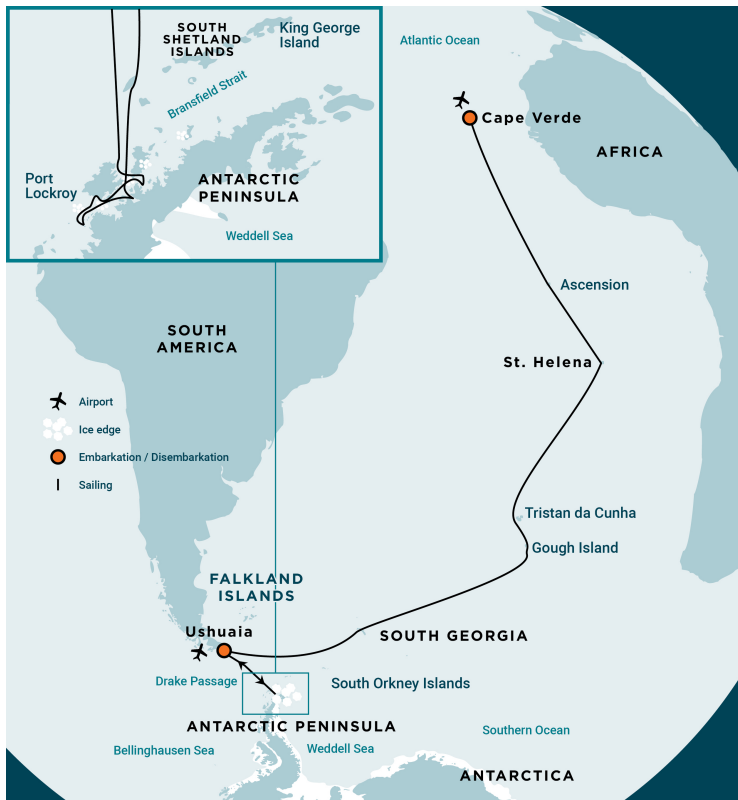 SOUTH
SHETLAND
ISLANDS
King George
Island
Bransfield Strait
Port
Lockroy
ANTARCTIC
PENINSULA
Weddell Sea
Atlantic Ocean
Cape Verde
AFRICA
Ascension
SOUTH
AMERICA
St. Helena
Airport
Ice edge
Embarkation / Disembarkation
Sailing
Tristan da Cunha
Gough Island
FALKLAND
ISLANDS
Ushuaia
SOUTH GEORGIA
Drake Passage
South Orkney Islands
ANTARCTIC PENINSULA
Southern Ocean
Bellinghausen Sea
Weddell Sea
ANTARCTICA